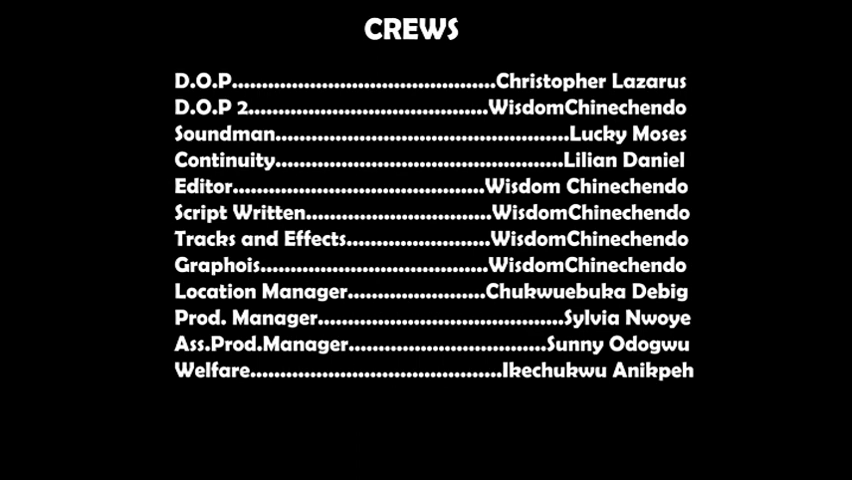 CREWS
D.O.P............................................Christopher Lazarus
D.O.P 2........................................WisdomChinechendo
Soundman.................................................Lucky Moses
Continuity................................................Lilian Daniel
Editor..........................................Wisdom Chinechendo
Script Written...............................WisdomChinechendo
Tracks and Effects........................WisdomChinechendo
Graphois......................................WisdomChinechendo
Location Manager.......................Chukwuebuka Debig
Prod. Manager.........................................Sylvia Nwoye
Ass.Prod.Manager.................................Sunny Odogwu
Welfare..........................................Ikechukwu Anikpeh